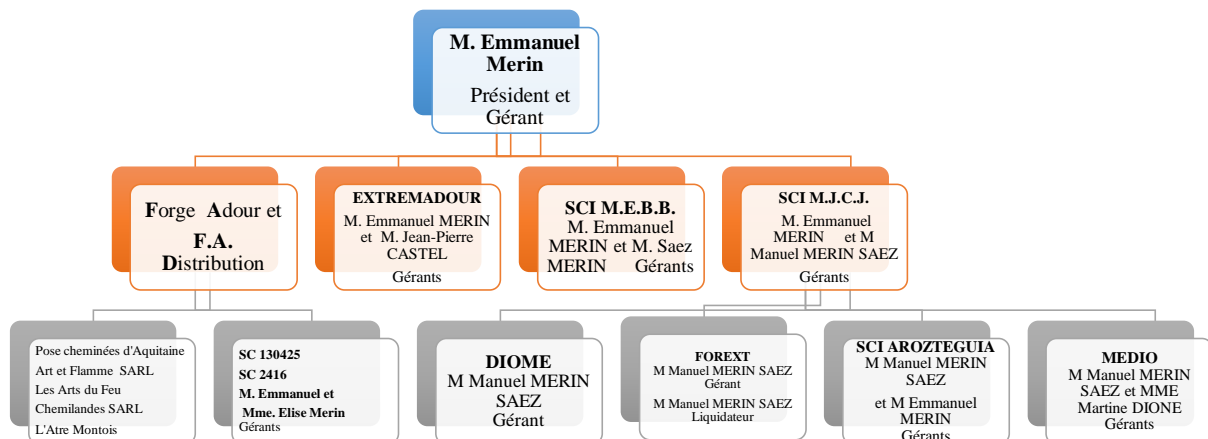 M. Emmanuel
Merin
Président et
Gérant
Forge Adour et
F.A.
Distribution
EXTREMADOUR
M. Emmanuel MERIN
et M. Jean-Pierre
CASTEL
Gérants
SCI M.E.B.B.
M. Emmanuel
MERIN et M. Saez
MERIN Gérants
SCI M.J.C.J.
M. Emmanuel
MERIN et M
Manuel MERIN SAEZ
Gérants
Pose cheminées d'Aquitaine
Art et Flamme SARL
Les Arts du Feu
Chemilandes SARL
L'Atre Montois
SC 130425
SC 2416
M. Emmanuel et
Mme. Elise Merin
Gérants
DIOME
M Manuel MERIN
SAEZ
Gérant
FOREXT
M Manuel MERIN SAEZ
Gérant
M Manuel MERIN SAEZ
Liquidateur
SCI AROZTEGUIA
M Manuel MERIN
SAEZ
et M Emmanuel
MERIN
Gérants
MEDIO
M Manuel MERIN
SAEZ et MME
Martine DIONE
Gérants